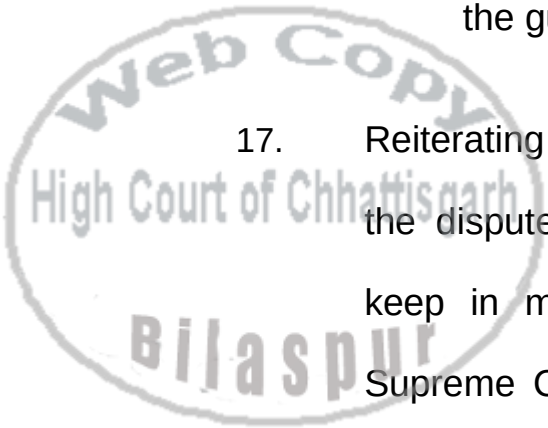 the gu
Web Copy
17. Reiterating
High Court of Chhattisgarh
the dispute
keep in m
Bilaspur
Supreme C